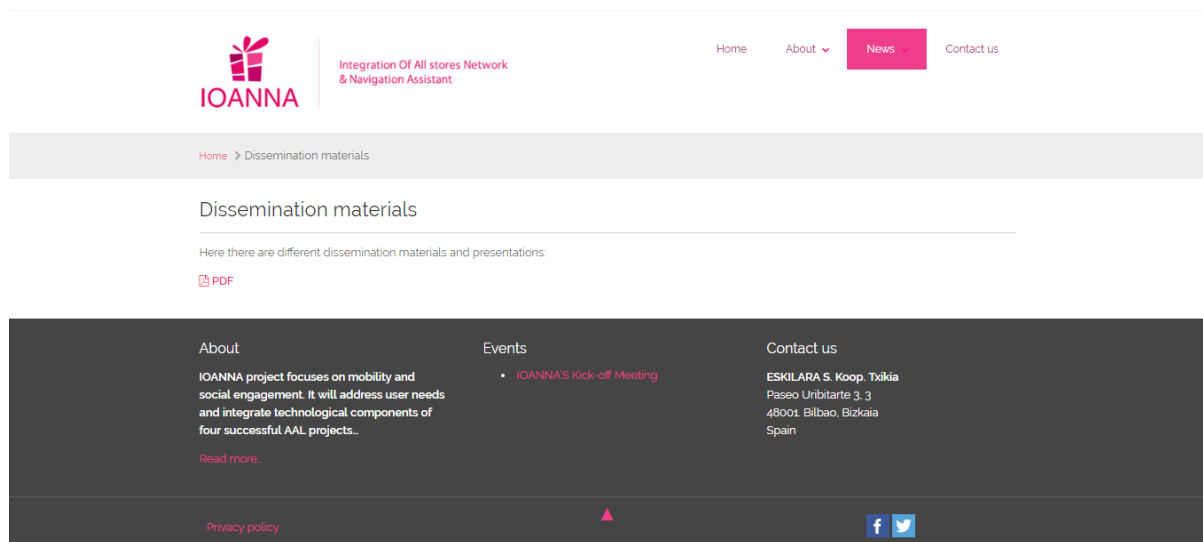 IOANNA
Integration Of All stores Network
& Navigation Assistant
Home
About
News
Contact us
Home > Dissemination materials
Dissemination materials
Here there are different dissemination materials and presentations:
PDF
About
IOANNA project focuses on mobility and
social engagement. It will address user needs
and integrate technological components of
four successful AAL projects...
Read more...
Events
• IOANNA'S Kick-off Meeting
Contact us
ESKILARA S. Koop. Txikia
Paseo Uribitarte 3, 3
48001. Bilbao, Bizkaia
Spain
Privacy policy